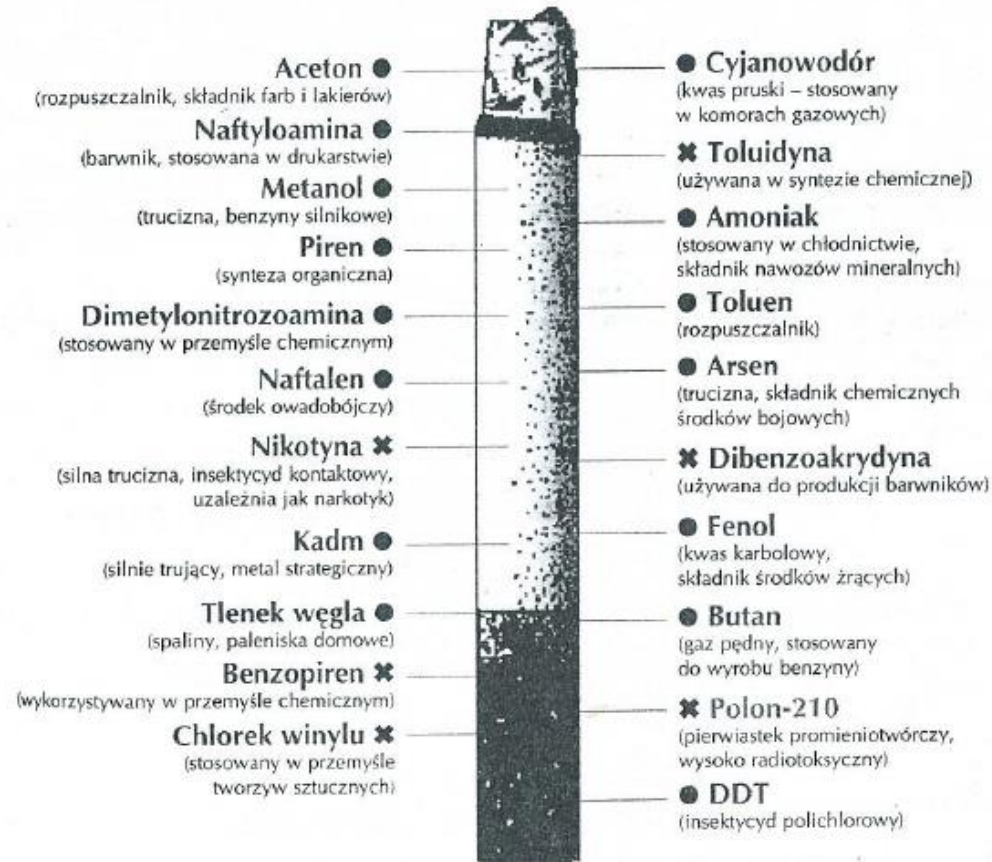 Aceton ●
(rozpuszczalnik, składnik farb i lakierów)
Naftyloamina ●
(barwnik, stosowana w drukarstwie)
Metanol ●
(trucizna, benzyny silnikowe)
Piren ●
(synteza organiczna)
Dimetylonitrozoamina ●
(stosowany w przemyśle chemicznym)
Naftalen ●
(środek owadobójczy)
Nikotyna ✖
(silna trucizna, insektycyd kontaktowy,
uzależnia jak narkotyk)
Kadm ●
(silnie trujący, metal strategiczny)
Tlenek węgla ●
(spaliny, paleniska domowe)
Benzopiren ✖
(wykorzystywany w przemyśle chemicznym)
Chlorek winylu ✖
(stosowany w przemyśle
tworzyw sztucznych)
● Cyjanowodór
(kwas pruski – stosowany
w komorach gazowych)
✖ Toluidyna
(używana w syntezie chemicznej)
● Amoniak
(stosowany w chłodnictwie,
składnik nawozów mineralnych)
● Toluen
(rozpuszczalnik)
● Arsen
(trucizna, składnik chemicznych
środków bojowych)
✖ Dibenzoakrydyna
(używana do produkcji barwników)
● Fenol
(kwas karbolowy,
składnik środków żrących)
● Butan
(gaz pędny, stosowany
do wyrobu benzyny)
✖ Polon-210
(pierwiastek promieniotwórczy,
wysoko radiotoksyczny)
● DDT
(insektycyd polichlorowy)